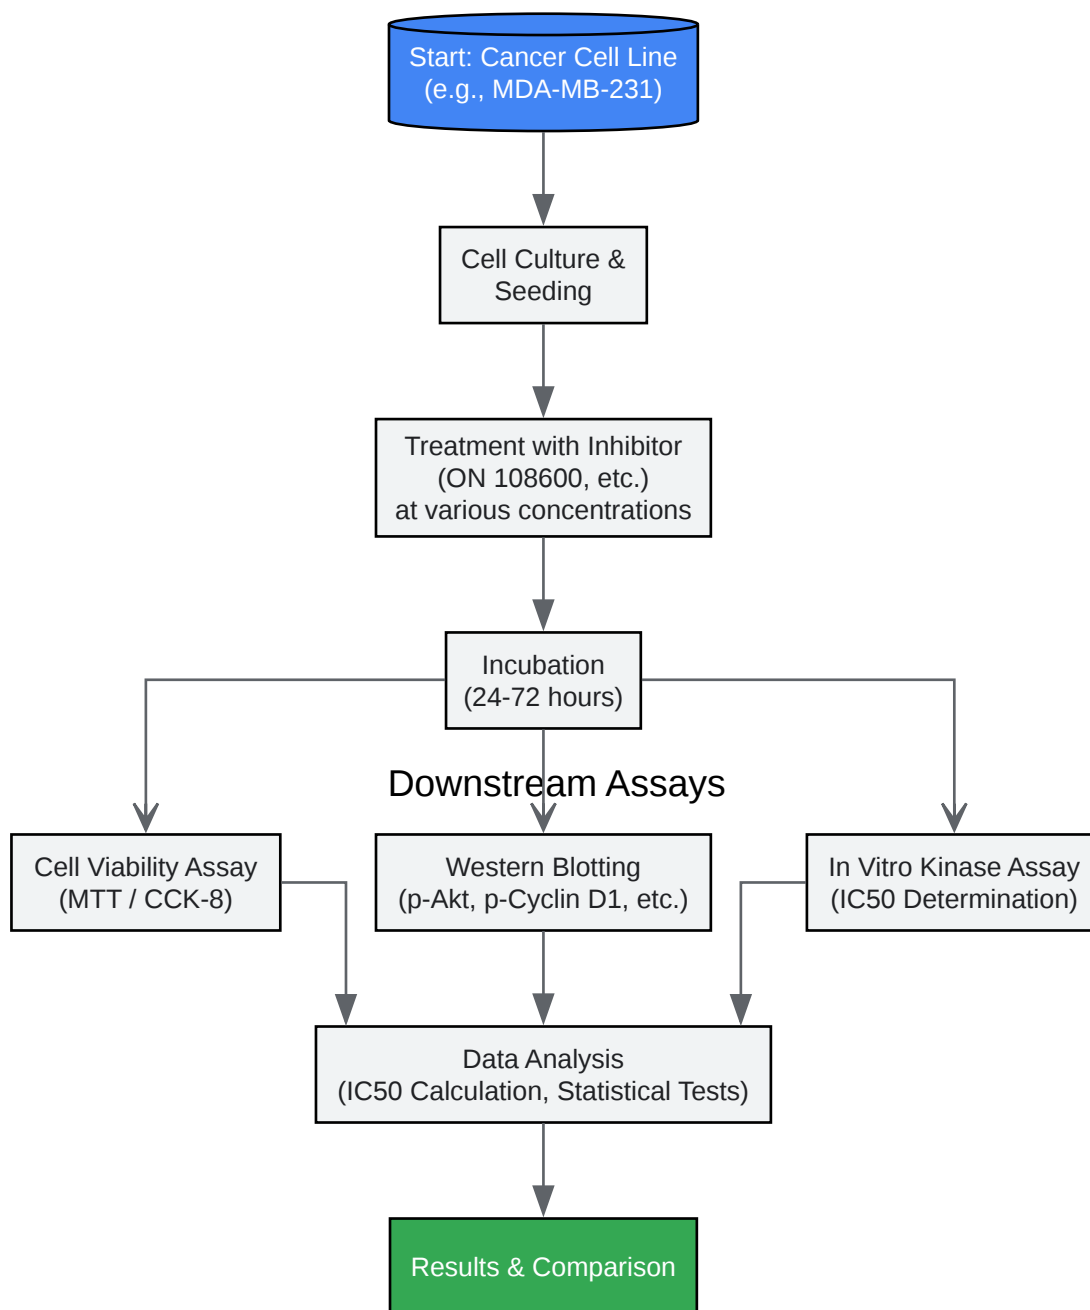 Start: Cancer Cell Line
(e.g., MDA-MB-231)
Cell Culture &
Seeding
Treatment with Inhibitor
(ON 108600, etc.)
at various concentrations
Incubation
(24-72 hours)
Downstream Assays
Cell Viability Assay
(MTT / CCK-8)
Western Blotting
(p-Akt, p-Cyclin D1, etc.)
In Vitro Kinase Assay
(IC50 Determination)
Data Analysis
(IC50 Calculation, Statistical Tests)
Results & Comparison